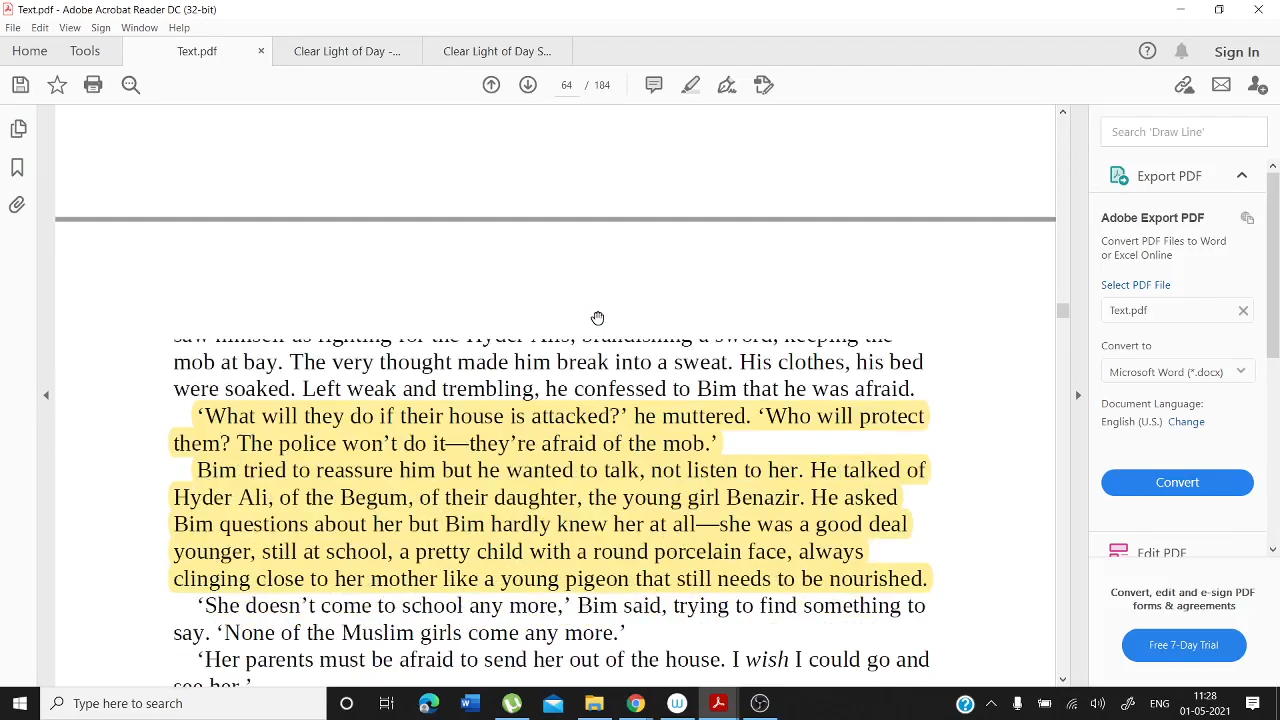 Text.pdf - Adobe Acrobat Reader DC (32-bit)
File Edit View Sign Window Help
Home Tools Text.pdf × Clear Light of Day -... Clear Light of Day S... Sign In
64 / 184
Search 'Draw Line'
Export PDF
Adobe Export PDF
Convert PDF Files to Word
or Excel Online
Select PDF File
Text.pdf
Convert to
Microsoft Word (*.docx)
Document Language:
English (U.S.) Change
Convert
Edit PDF
Convert, edit and e-sign PDF
forms & agreements
Free 7-Day Trial
saw himself as fighting for the Hyder Alis, brandishing a sword, keeping the
mob at bay. The very thought made him break into a sweat. His clothes, his bed
were soaked. Left weak and trembling, he confessed to Bim that he was afraid.
‘What will they do if their house is attacked?’ he muttered. ‘Who will protect
them? The police won’t do it—they’re afraid of the mob.’
Bim tried to reassure him but he wanted to talk, not listen to her. He talked of
Hyder Ali, of the Begum, of their daughter, the young girl Benazir. He asked
Bim questions about her but Bim hardly knew her at all—she was a good deal
younger, still at school, a pretty child with a round porcelain face, always
clinging close to her mother like a young pigeon that still needs to be nourished.
‘She doesn’t come to school any more,’ Bim said, trying to find something to
say. ‘None of the Muslim girls come any more.’
‘Her parents must be afraid to send her out of the house. I wish I could go and
see her.’
Type here to search
ENG
11:28
01-05-2021